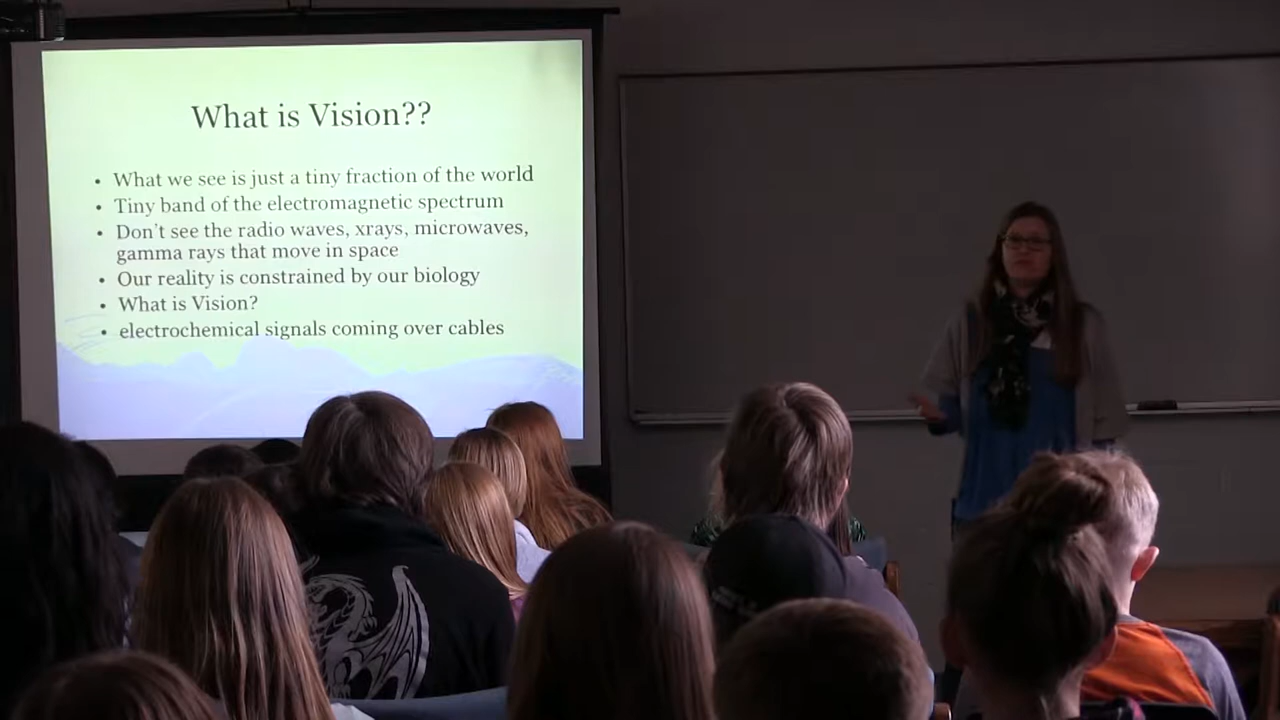 What is Vision??
• What we see is just a tiny fraction of the world
• Tiny band of the electromagnetic spectrum
• Don't see the radio waves, xrays, microwaves,
gamma rays that move in space
• Our reality is constrained by our biology
• What is Vision?
• electrochemical signals coming over cables